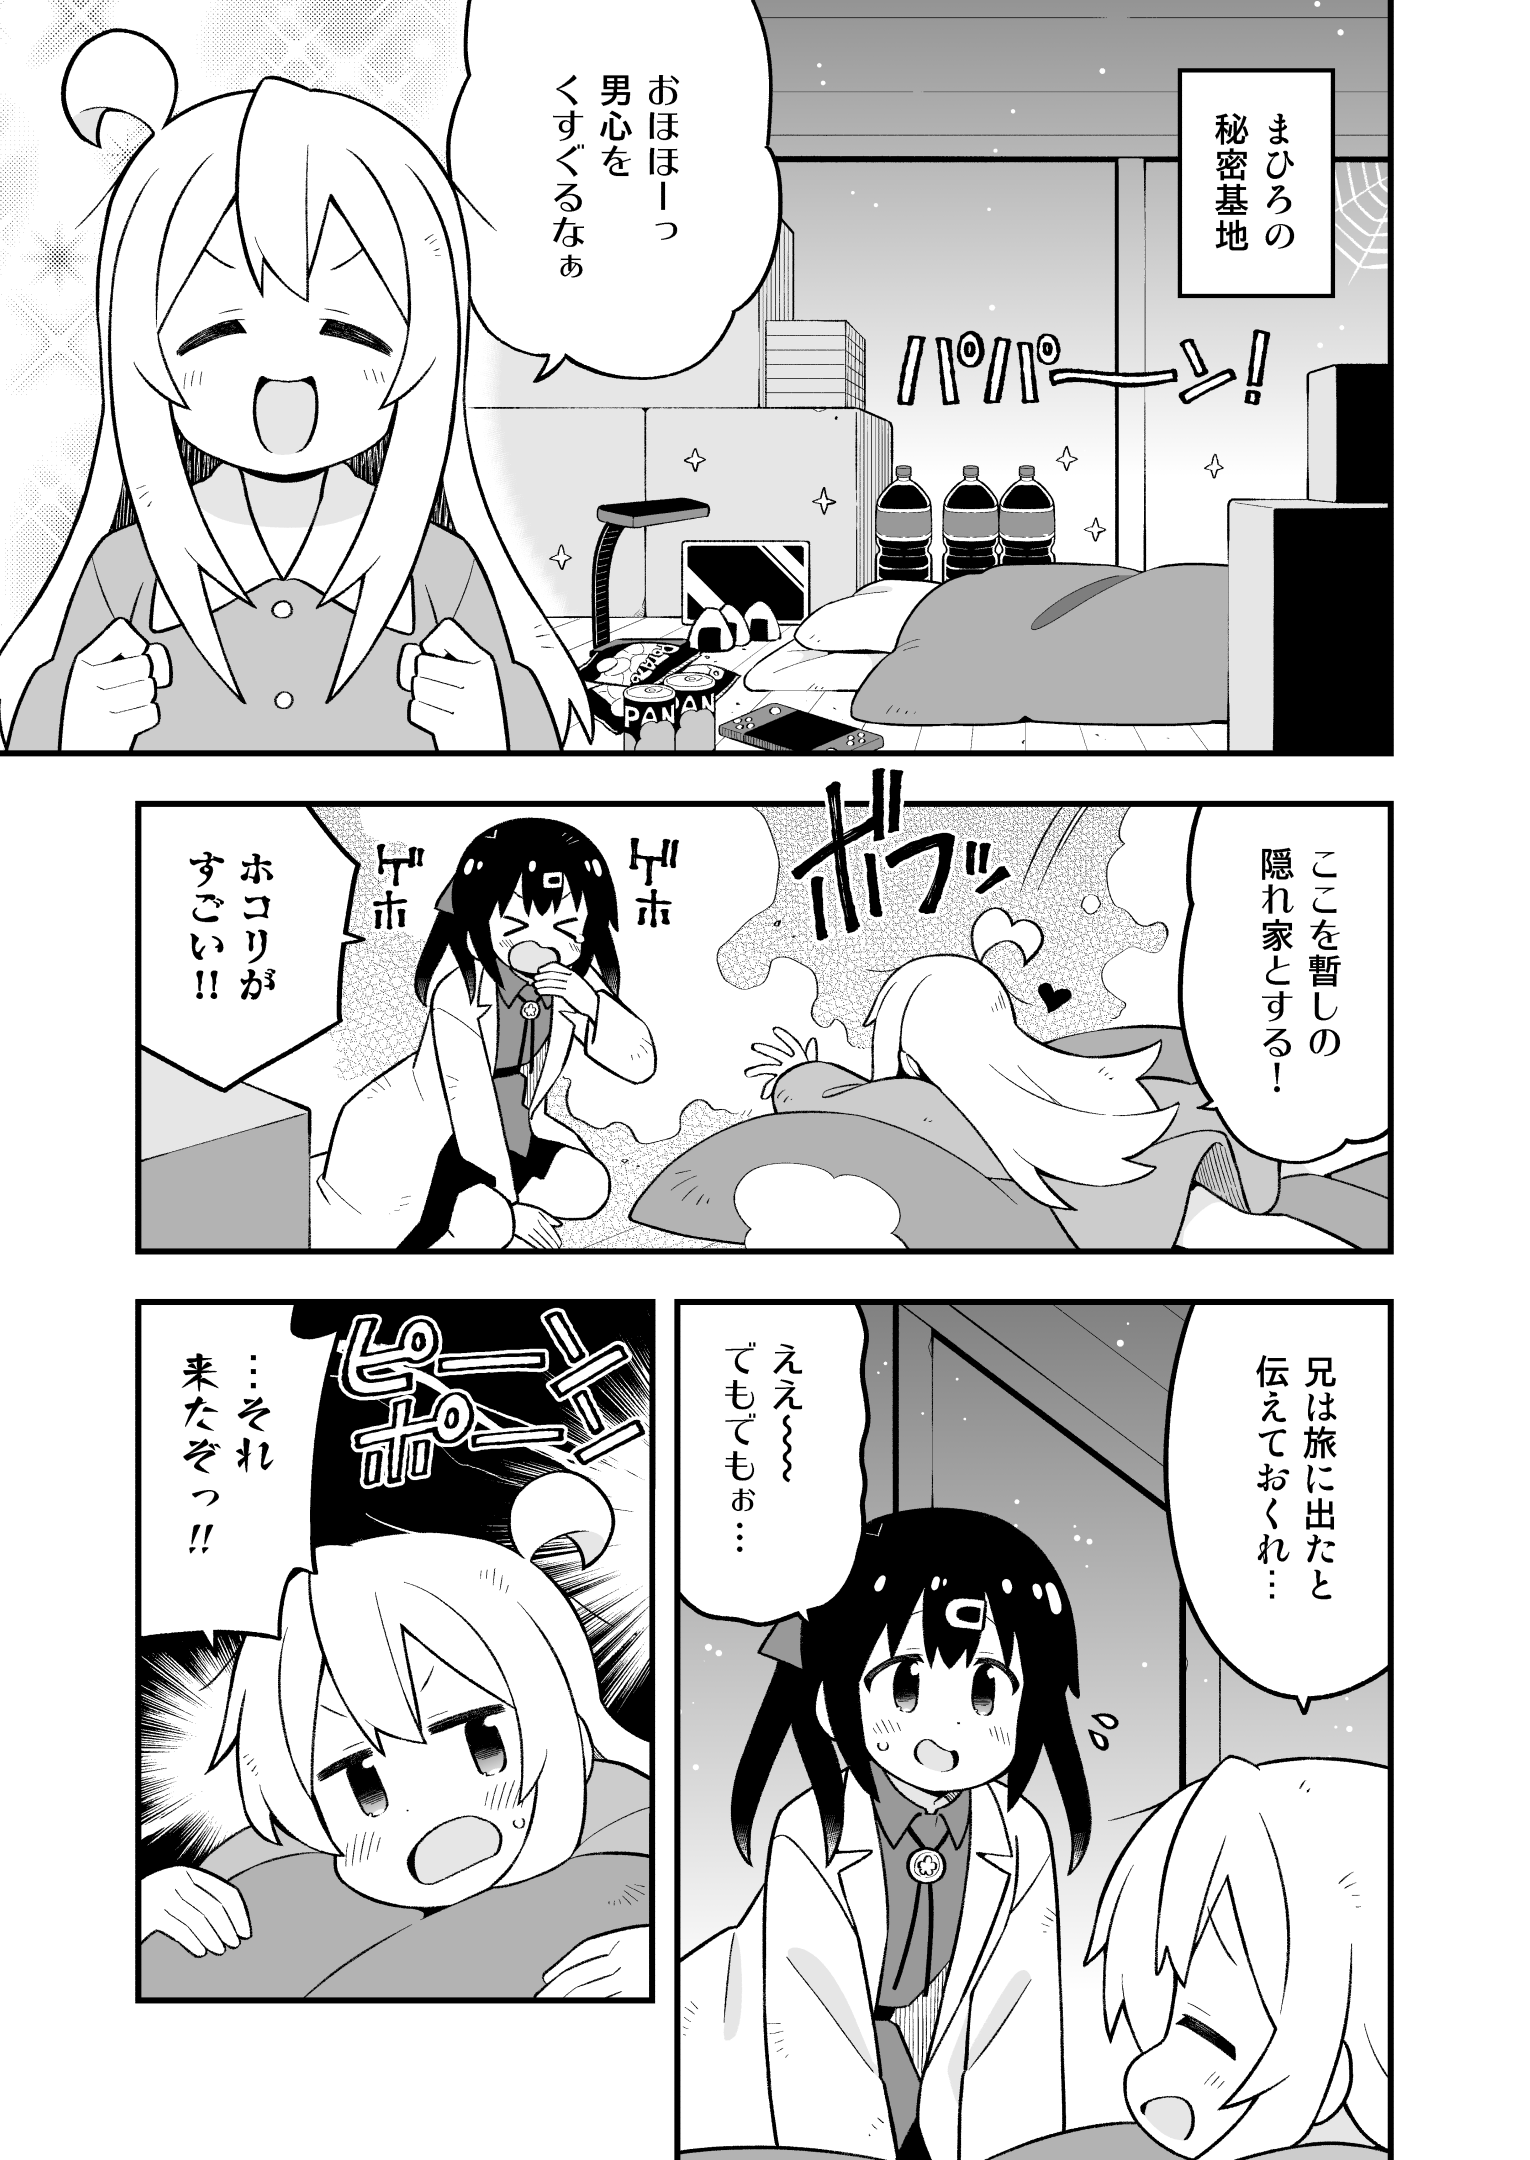 まひろの
秘密基地
パパーン!
おほほーっ
男心を
くすぐるなぁ
POTATO
PAN
PAN
ここを暫しの
隠れ家とする!
ボフッ
ゲホ
ゲホ
ホコリが
すごい!!
兄は旅に出たと
伝えておくれ…
ええ〜〜〜
でもでもぉ…
ピーン
ポーン
…それ
来たぞっ!!